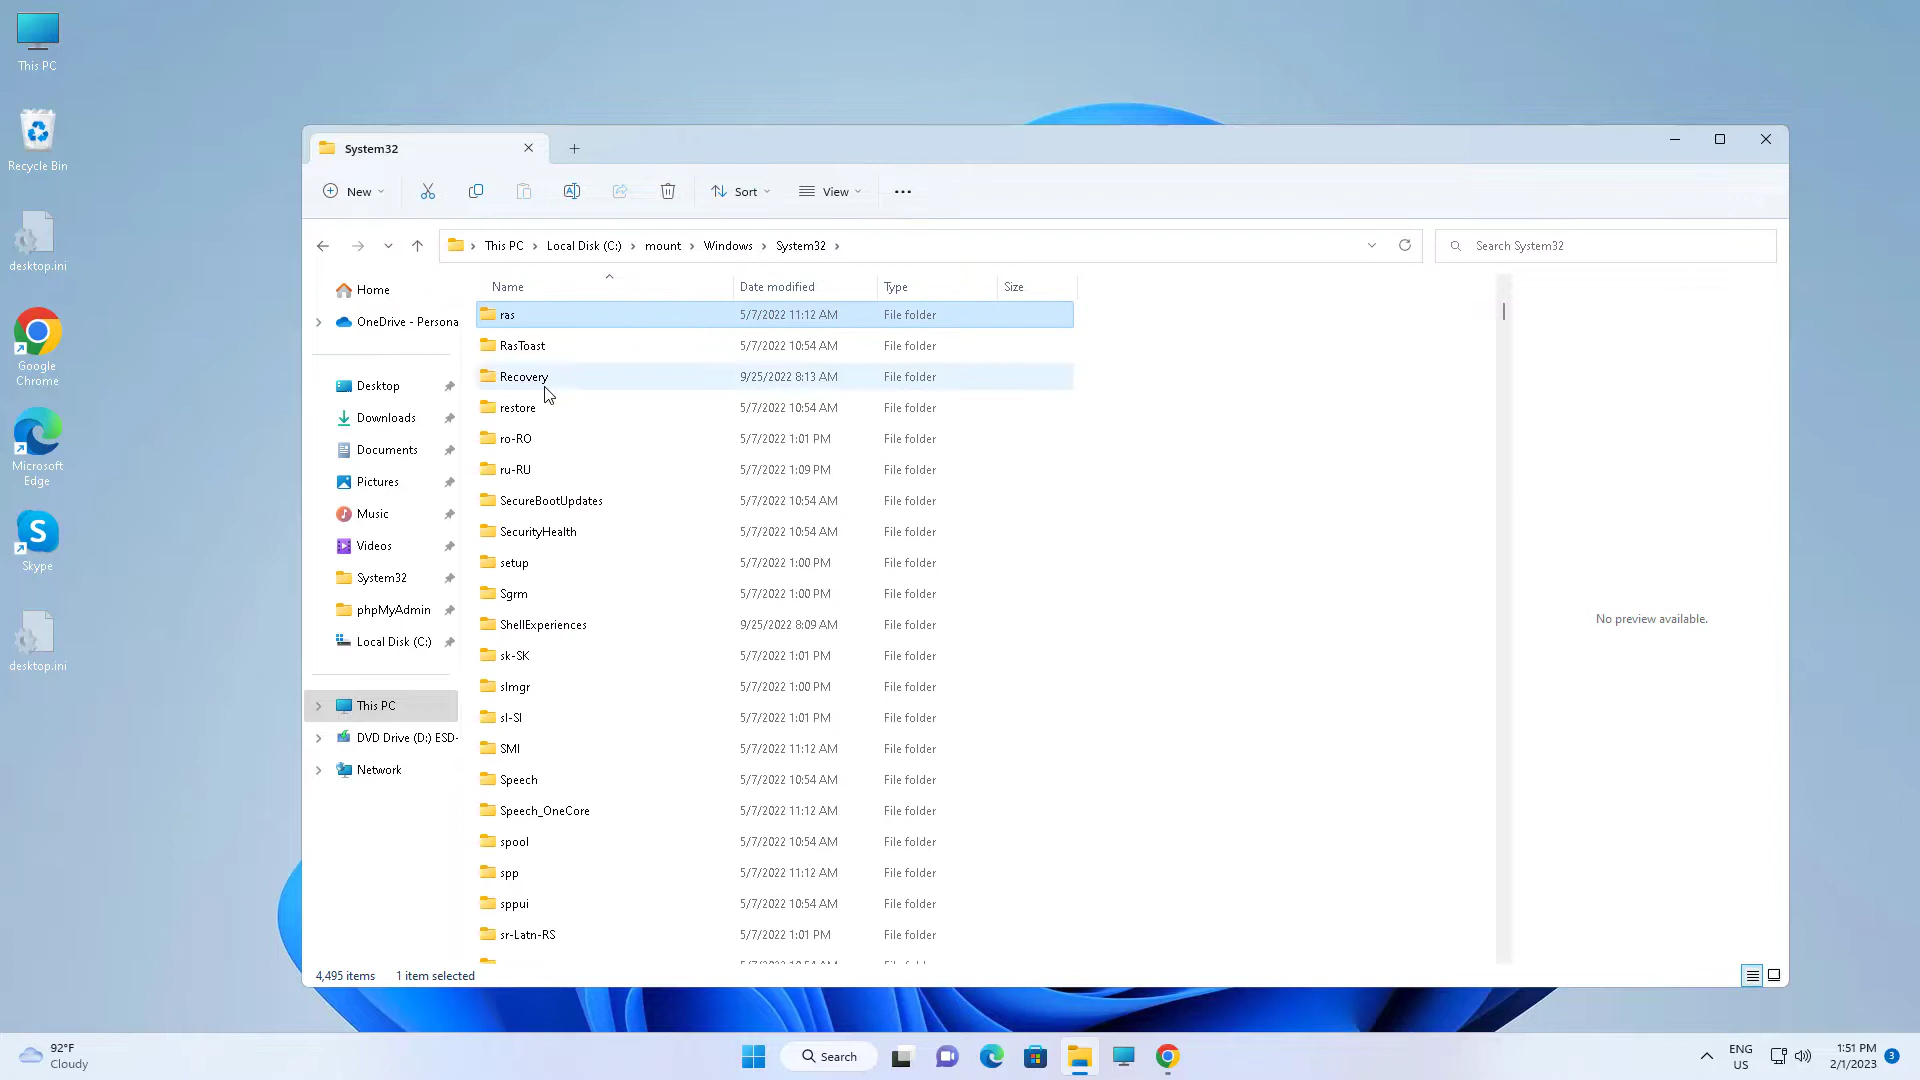 This PC
Recycle Bin
desktop.ini
Google
Chrome
Microsoft
Edge
S
Skype
desktop.ini
System32
New
Sort
View
This PC
Local Disk (C:)
mount
Windows
System32
Search System32
Home
OneDrive - Persona
Desktop
Downloads
Documents
Pictures
Music
Videos
System32
phpMyAdmin
Local Disk (C:)
This PC
DVD Drive (D:) ESD-
Network
Name Date modified Type Size
ras 5/7/2022 11:12 AM File folder
RasToast 5/7/2022 10:54 AM File folder
Recovery 9/25/2022 8:13 AM File folder
restore 5/7/2022 10:54 AM File folder
ro-RO 5/7/2022 1:01 PM File folder
ru-RU 5/7/2022 1:09 PM File folder
SecureBootUpdates 5/7/2022 10:54 AM File folder
SecurityHealth 5/7/2022 10:54 AM File folder
setup 5/7/2022 1:00 PM File folder
Sgrm 5/7/2022 1:00 PM File folder
ShellExperiences 9/25/2022 8:09 AM File folder
sk-SK 5/7/2022 1:01 PM File folder
slmgr 5/7/2022 1:00 PM File folder
sl-SI 5/7/2022 1:01 PM File folder
SMI 5/7/2022 11:12 AM File folder
Speech 5/7/2022 10:54 AM File folder
Speech_OneCore 5/7/2022 11:12 AM File folder
spool 5/7/2022 10:54 AM File folder
spp 5/7/2022 11:12 AM File folder
sppui 5/7/2022 10:54 AM File folder
sr-Latn-RS 5/7/2022 1:01 PM File folder
No preview available.
4,495 items 1 item selected
92°F
Cloudy
Search
ENG
US
1:51 PM
2/1/2023
3